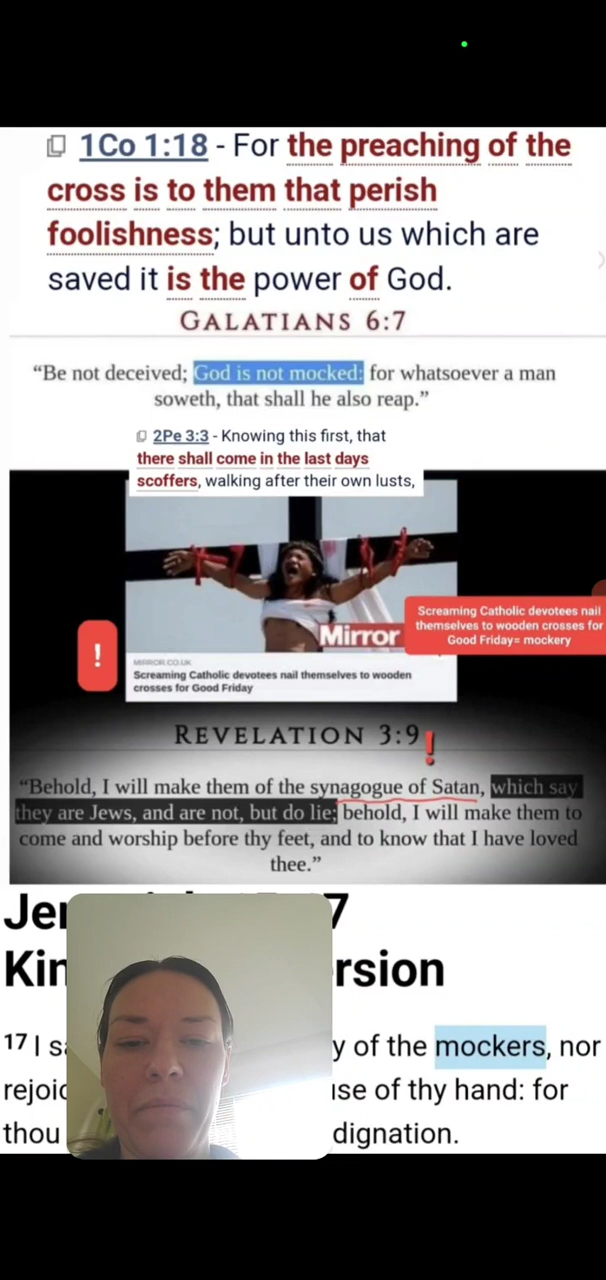 1Co 1:18 - For the preaching of the
cross is to them that perish
foolishness; but unto us which are
saved it is the power of God.
GALATIANS 6:7
“Be not deceived; God is not mocked: for whatsoever a man
soweth, that shall he also reap.”
2Pe 3:3 - Knowing this first, that
there shall come in the last days
scoffers, walking after their own lusts,
Mirror
Screaming Catholic devotees nail
themselves to wooden crosses for
Good Friday= mockery
!
MIRROR.CO.UK
Screaming Catholic devotees nail themselves to wooden
crosses for Good Friday
REVELATION 3:9!
“Behold, I will make them of the synagogue of Satan, which say
they are Jews, and are not, but do lie; behold, I will make them to
come and worship before thy feet, and to know that I have loved
thee.”
7
rsion
17 I of the mockers, nor
use of thy hand: for
thou